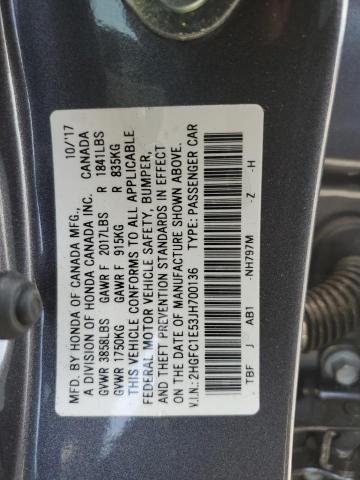 MFD. BY HONDA OF CANADA MFG., 10/'17
A DIVISION OF HONDA CANADA INC. CANADA
GVWR 3858LBS GAWR F 2017LBS R 1841LBS
GVWR 1750KG GAWR F 915KG R 835KG
THIS VEHICLE CONFORMS TO ALL APPLICABLE
FEDERAL MOTOR VEHICLE SAFETY, BUMPER,
AND THEFT PREVENTION STANDARDS IN EFFECT
ON THE DATE OF MANUFACTURE SHOWN ABOVE.
V.I.N.: 2HGFC1E53JH700136 TYPE: PASSENGER CAR
TBF J AB1 -NH797M -Z -H